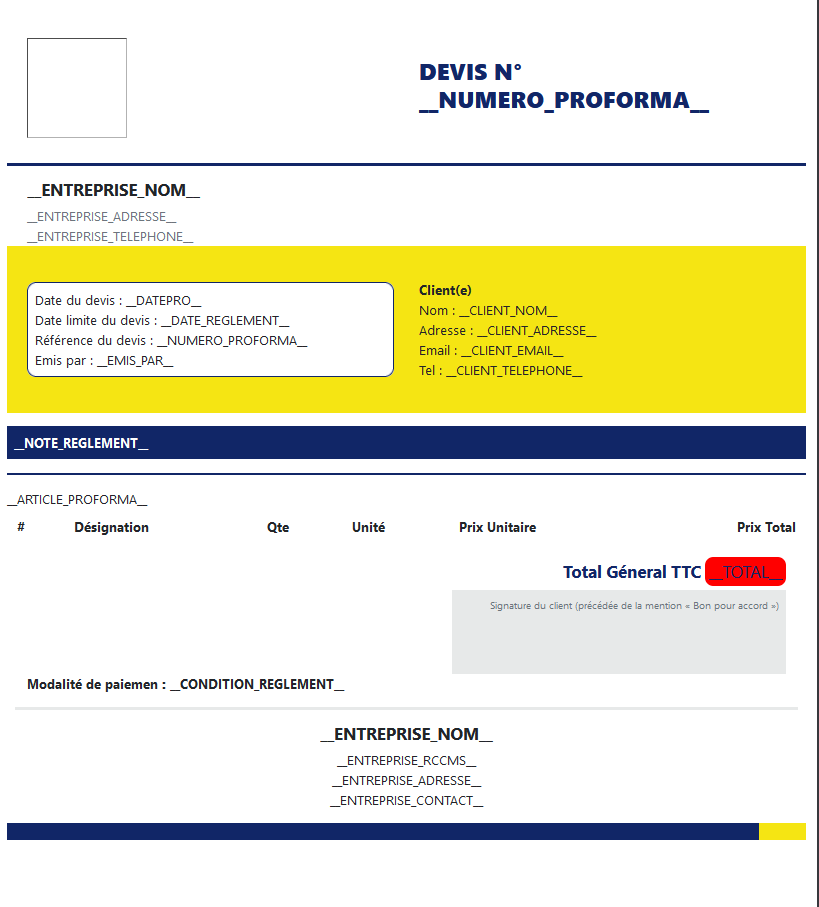 DEVIS N°
__NUMERO_PROFORMA__
__ENTREPRISE_NOM__
__ENTREPRISE_ADRESSE__
__ENTREPRISE_TELEPHONE__
Date du devis : __DATEPRO__
Date limite du devis : __DATE_REGLEMENT__
Référence du devis : __NUMERO_PROFORMA__
Emis par : __EMIS_PAR__
Client(e)
Nom : __CLIENT_NOM__
Adresse : __CLIENT_ADRESSE__
Email : __CLIENT_EMAIL__
Tel : __CLIENT_TELEPHONE__
__NOTE_REGLEMENT__
__ARTICLE_PROFORMA__
# Désignation Qte Unité Prix Unitaire Prix Total
Total Géneral TTC __TOTAL__
Signature du client (précédée de la mention « Bon pour accord »)
Modalité de paiemen : __CONDITION_REGLEMENT__
__ENTREPRISE_NOM__
__ENTREPRISE_RCCMS__
__ENTREPRISE_ADRESSE__
__ENTREPRISE_CONTACT__